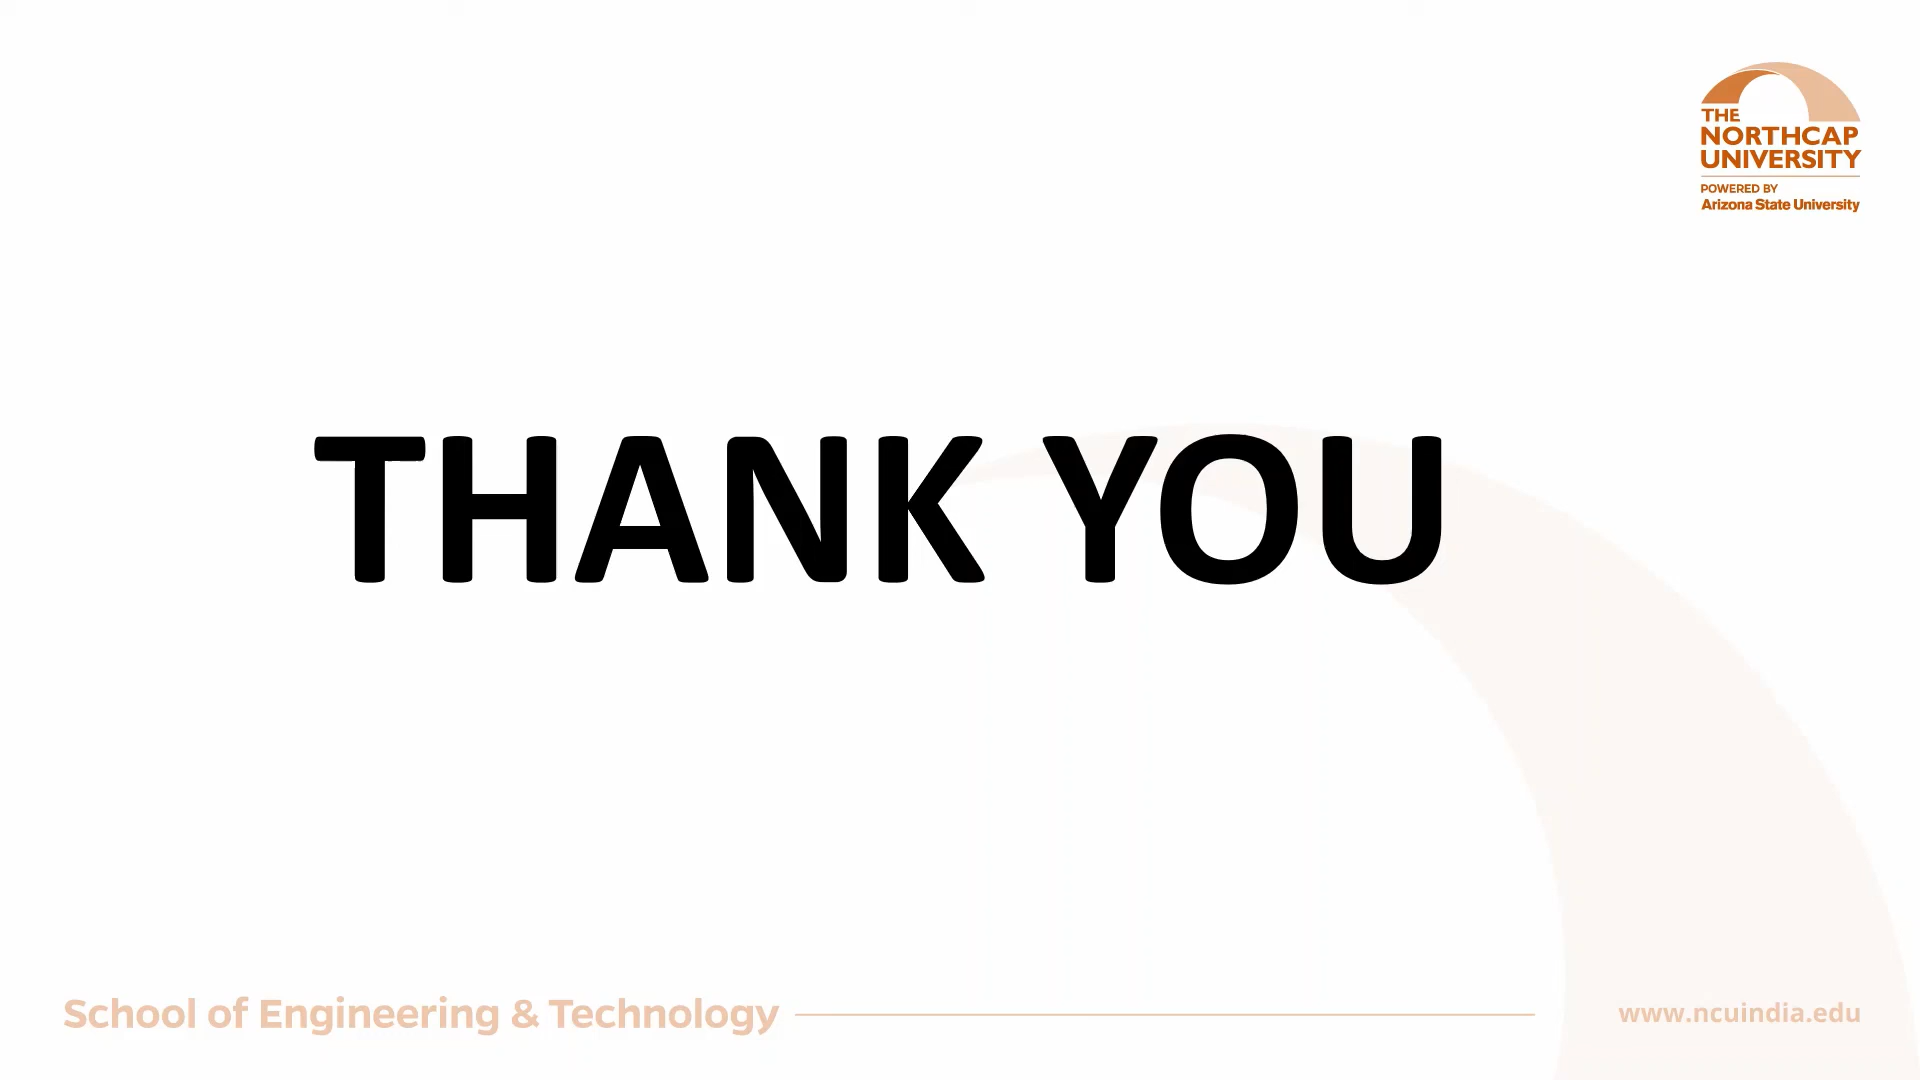 THE
NORTHCAP
UNIVERSITY
POWERED BY
Arizona State University
THANK YOU
School of Engineering & Technology
www.ncuindia.edu